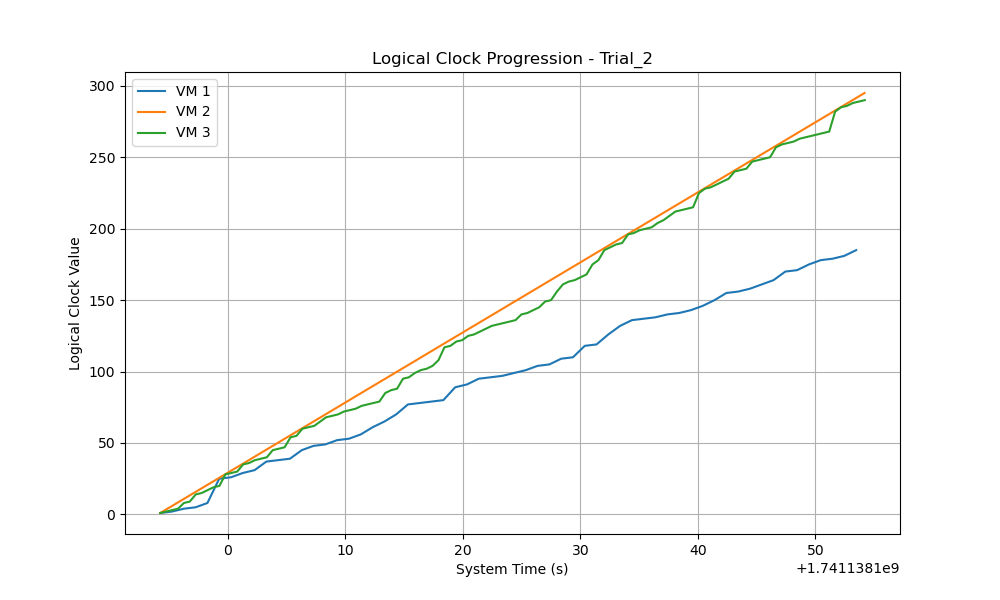 Logical Clock Progression - Trial_2
VM 1
VM 2
VM 3
Logical Clock Value
300
250
200
150
100
50
0
0 10 20 30 40 50
System Time (s)
+1.7411381e9